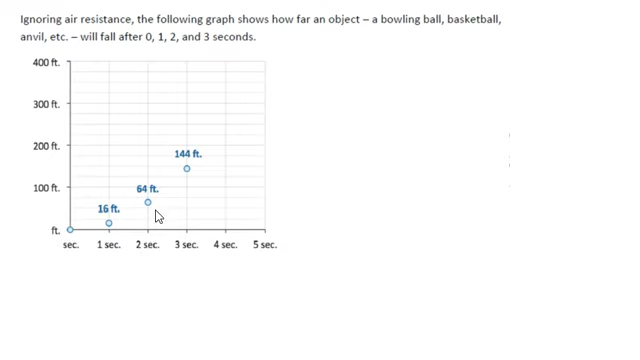 Ignoring air resistance, the following graph shows how far an object – a bowling ball, basketball,
anvil, etc. – will fall after 0, 1, 2, and 3 seconds.
400 ft.
300 ft.
200 ft.
144 ft.
100 ft.
64 ft.
16 ft.
ft.
sec. 1 sec. 2 sec. 3 sec. 4 sec. 5 sec.